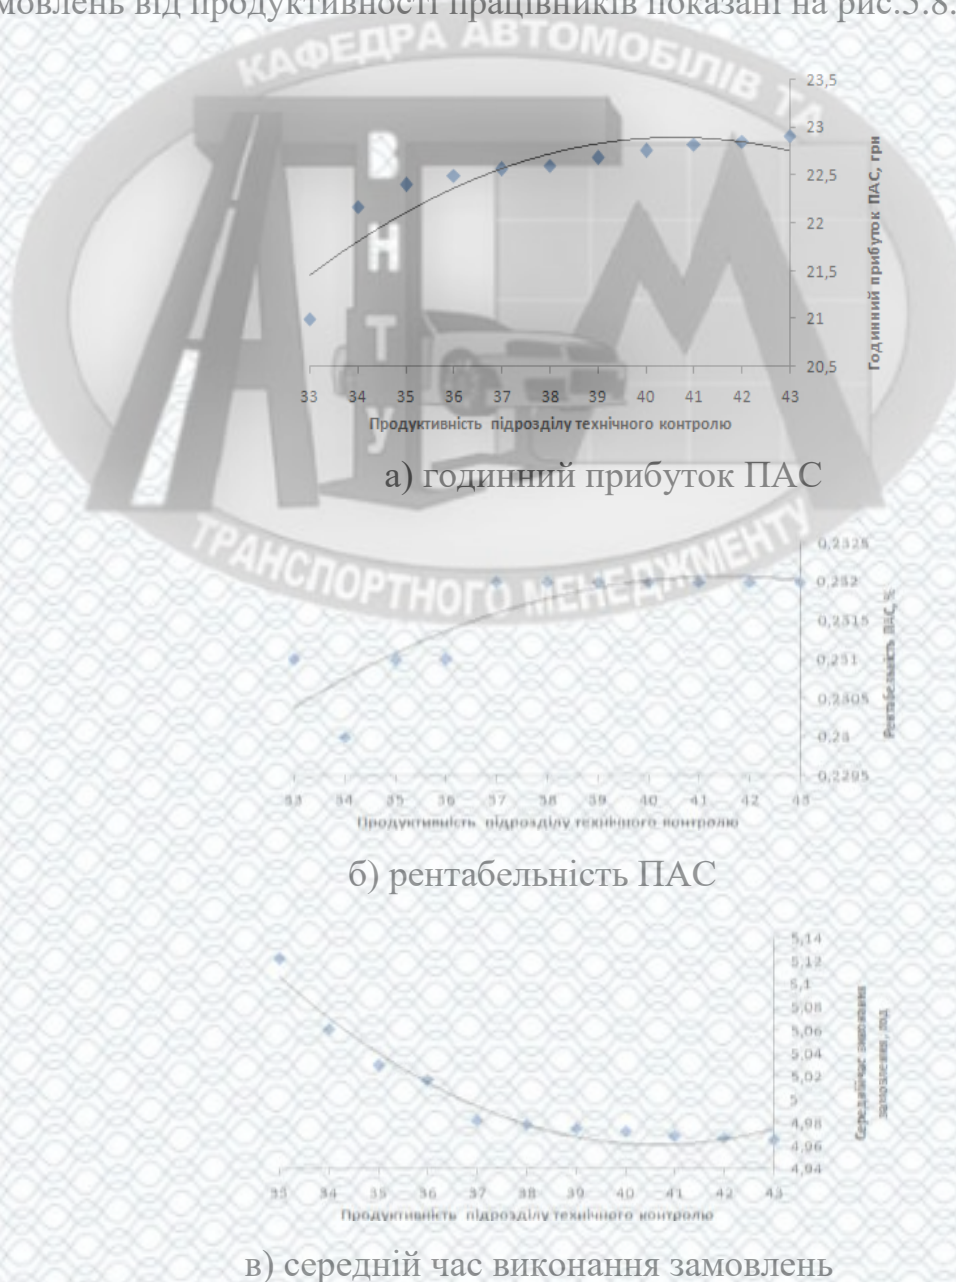 мовлень від продуктивності працівників показані на рис.5.8.
КАФЕДРА АВТОМОБІЛІВ ТА
ВНТУ
23,5
23
22,5
22
21,5
21
20,5
Годинний прибуток ПАС, грн
33 34 35 36 37 38 39 40 41 42 43
Продуктивність підрозділу технічного контролю
а) годинний прибуток ПАС
ТРАНСПОРТНОГО МЕНЕДЖМЕНТУ
0,2325
0,232
0,2315
0,231
0,2305
0,23
0,2295
Рентабельність ПАС, %
33 34 35 36 37 38 39 40 41 42 43
Продуктивність підрозділу технічного контролю
б) рентабельність ПАС
5,14
5,12
5,1
5,08
5,06
5,04
5,02
5
4,98
4,96
4,94
Середній час виконання
замовлення, год
33 34 35 36 37 38 39 40 41 42 43
Продуктивність підрозділу технічного контролю
в) середній час виконання замовлень